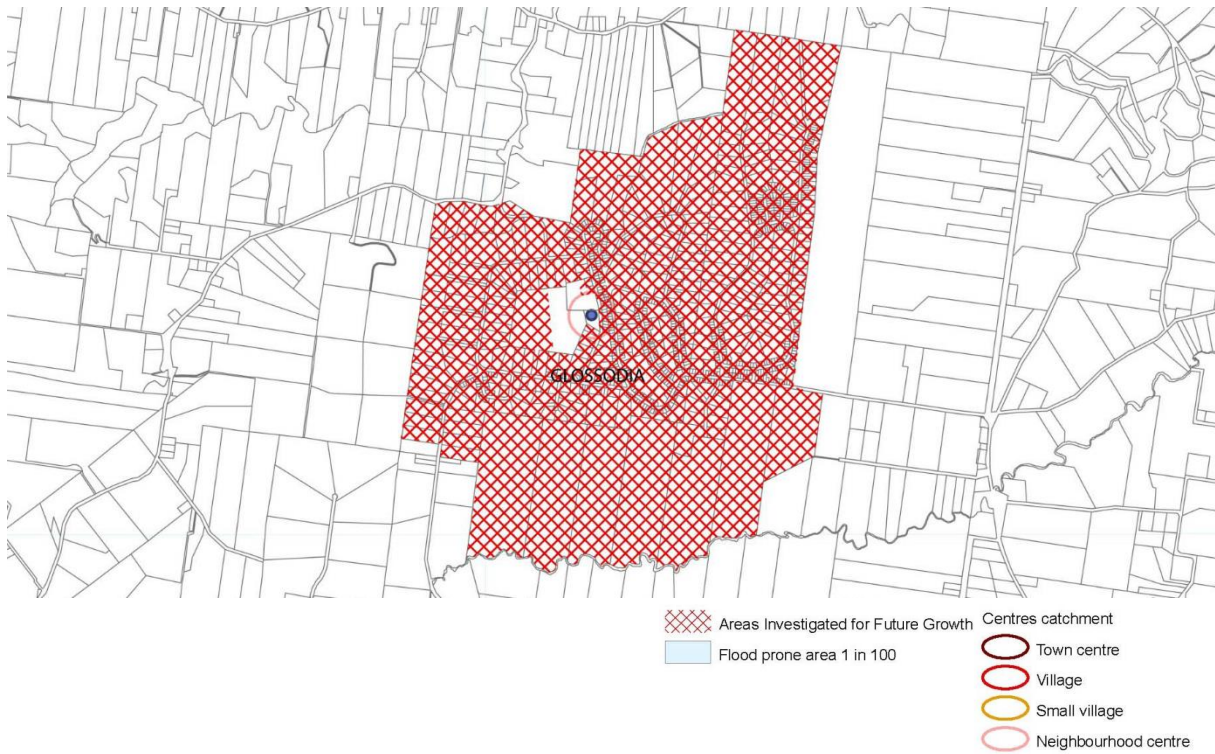 GLOSSODIA
Areas Investigated for Future Growth
Flood prone area 1 in 100
Centres catchment
Town centre
Village
Small village
Neighbourhood centre